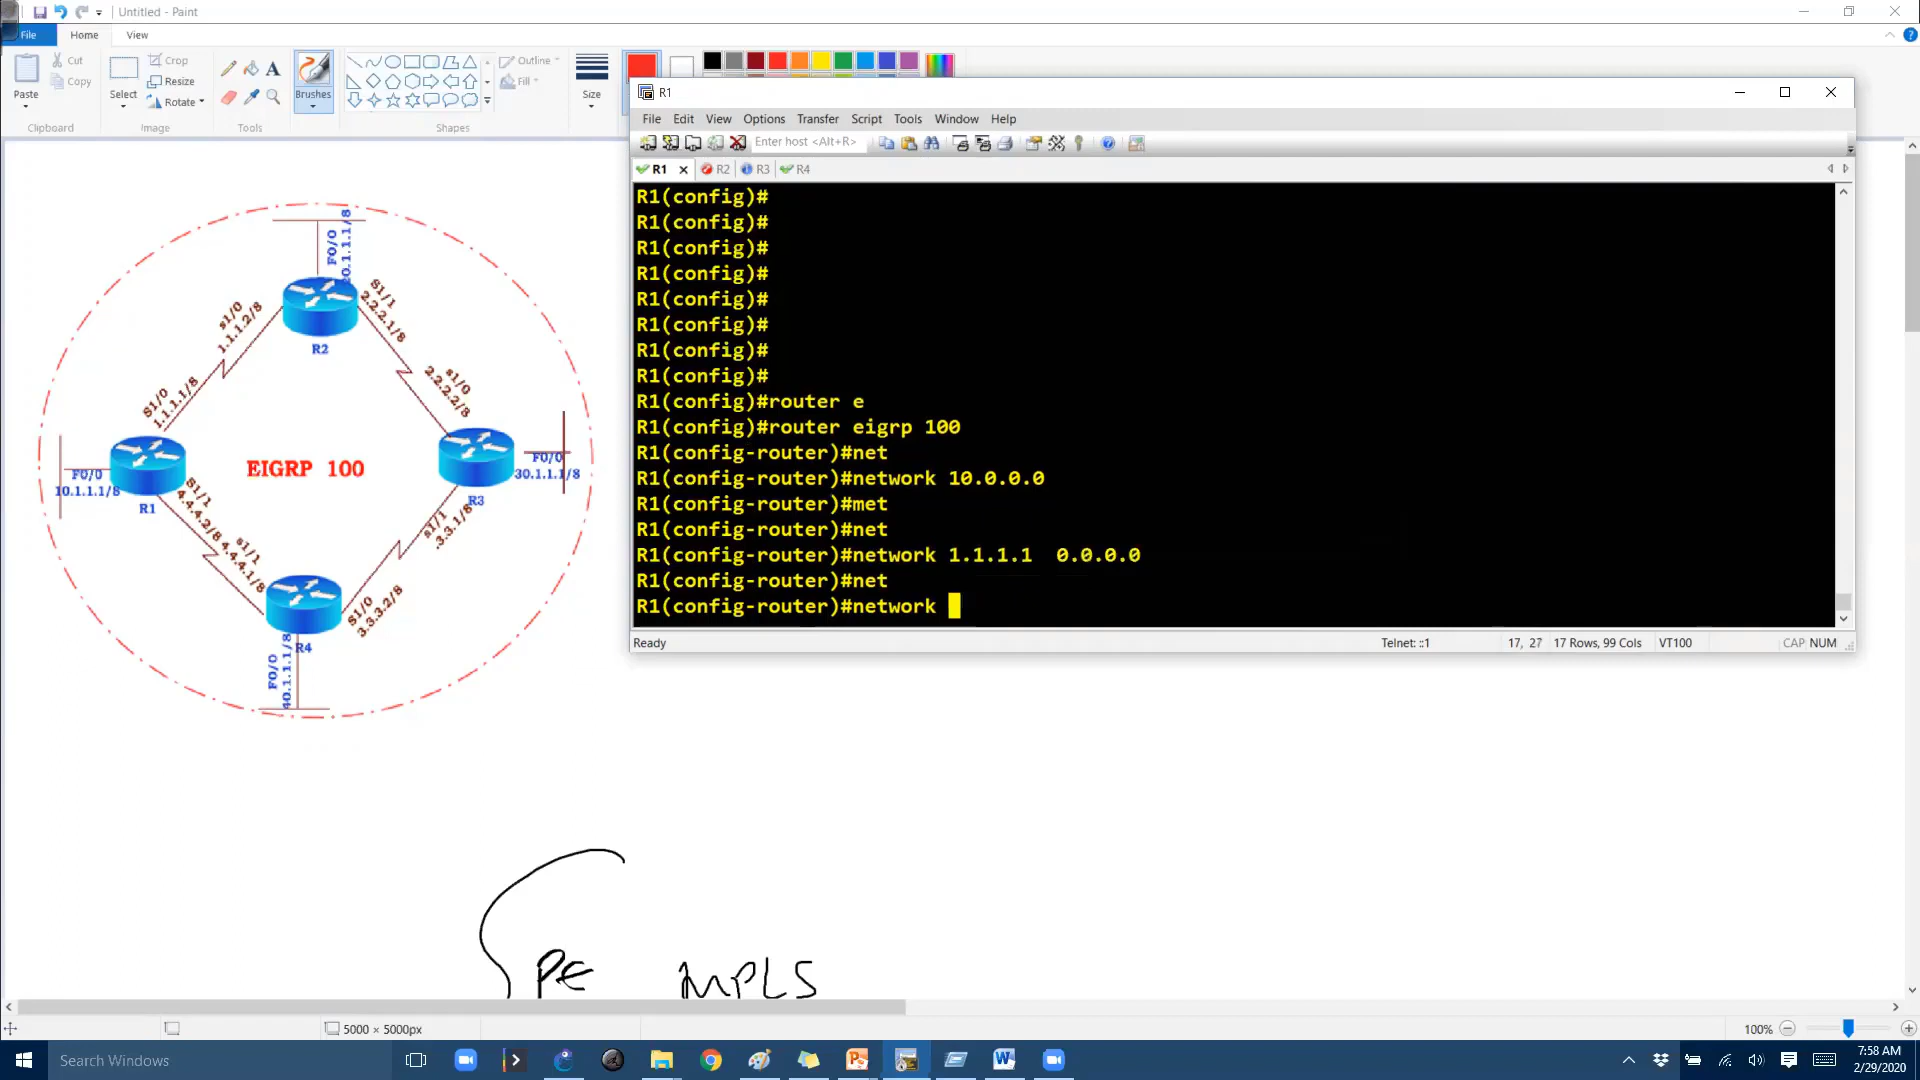 Untitled - Paint
File Home View
Paste
Cut
Copy
Clipboard
Select
Crop
Resize
Rotate
Image
Tools
Brushes
Shapes
Outline
Fill
Size
R1
File Edit View Options Transfer Script Tools Window Help
Enter host <Alt+R>
R1 R2 R3 R4
R1(config)#
R1(config)#
R1(config)#
R1(config)#
R1(config)#
R1(config)#
R1(config)#
R1(config)#
R1(config)#router e
R1(config)#router eigrp 100
R1(config-router)#net
R1(config-router)#network 10.0.0.0
R1(config-router)#met
R1(config-router)#net
R1(config-router)#network 1.1.1.1  0.0.0.0
R1(config-router)#net
R1(config-router)#network
Ready Telnet: ::1 17, 27 17 Rows, 99 Cols VT100 CAP NUM
F0/0
R2
s1/0
1.1.1.2/8
S1/1
2.2.2.1/8
S1/0
1.1.1.1/8
s1/0
2.2.2.2/8
EIGRP 100
F0/0
10.1.1.1/8
R1
F0/0
30.1.1.1/8
R3
S1/1
4.4.4.2/8
s1/1
4.4.4.1/8
s1/1
.3.3.1/8
S1/0
3.3.3.2/8
R4
F0/0
40.1.1.1/8
PE MPLS
5000 × 5000px
100%
Search Windows
7:58 AM
2/29/2020